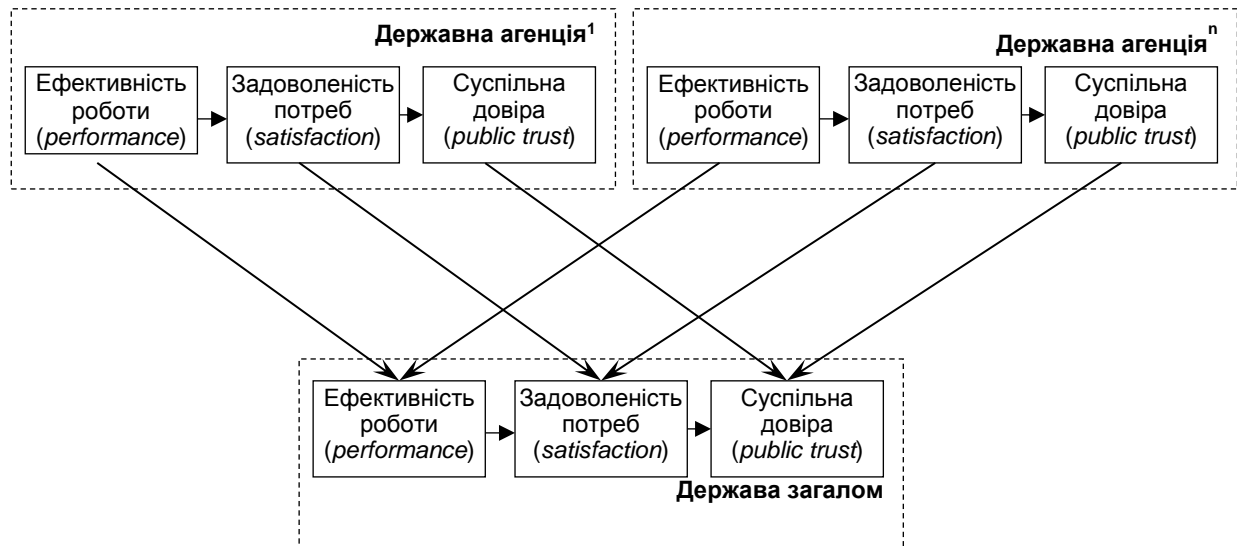 Державна агенція¹
Ефективність
роботи
(performance)
Задоволеність
потреб
(satisfaction)
Суспільна
довіра
(public trust)
Державна агенціяⁿ
Ефективність
роботи
(performance)
Задоволеність
потреб
(satisfaction)
Суспільна
довіра
(public trust)
Ефективність
роботи
(performance)
Задоволеність
потреб
(satisfaction)
Суспільна
довіра
(public trust)
Держава загалом